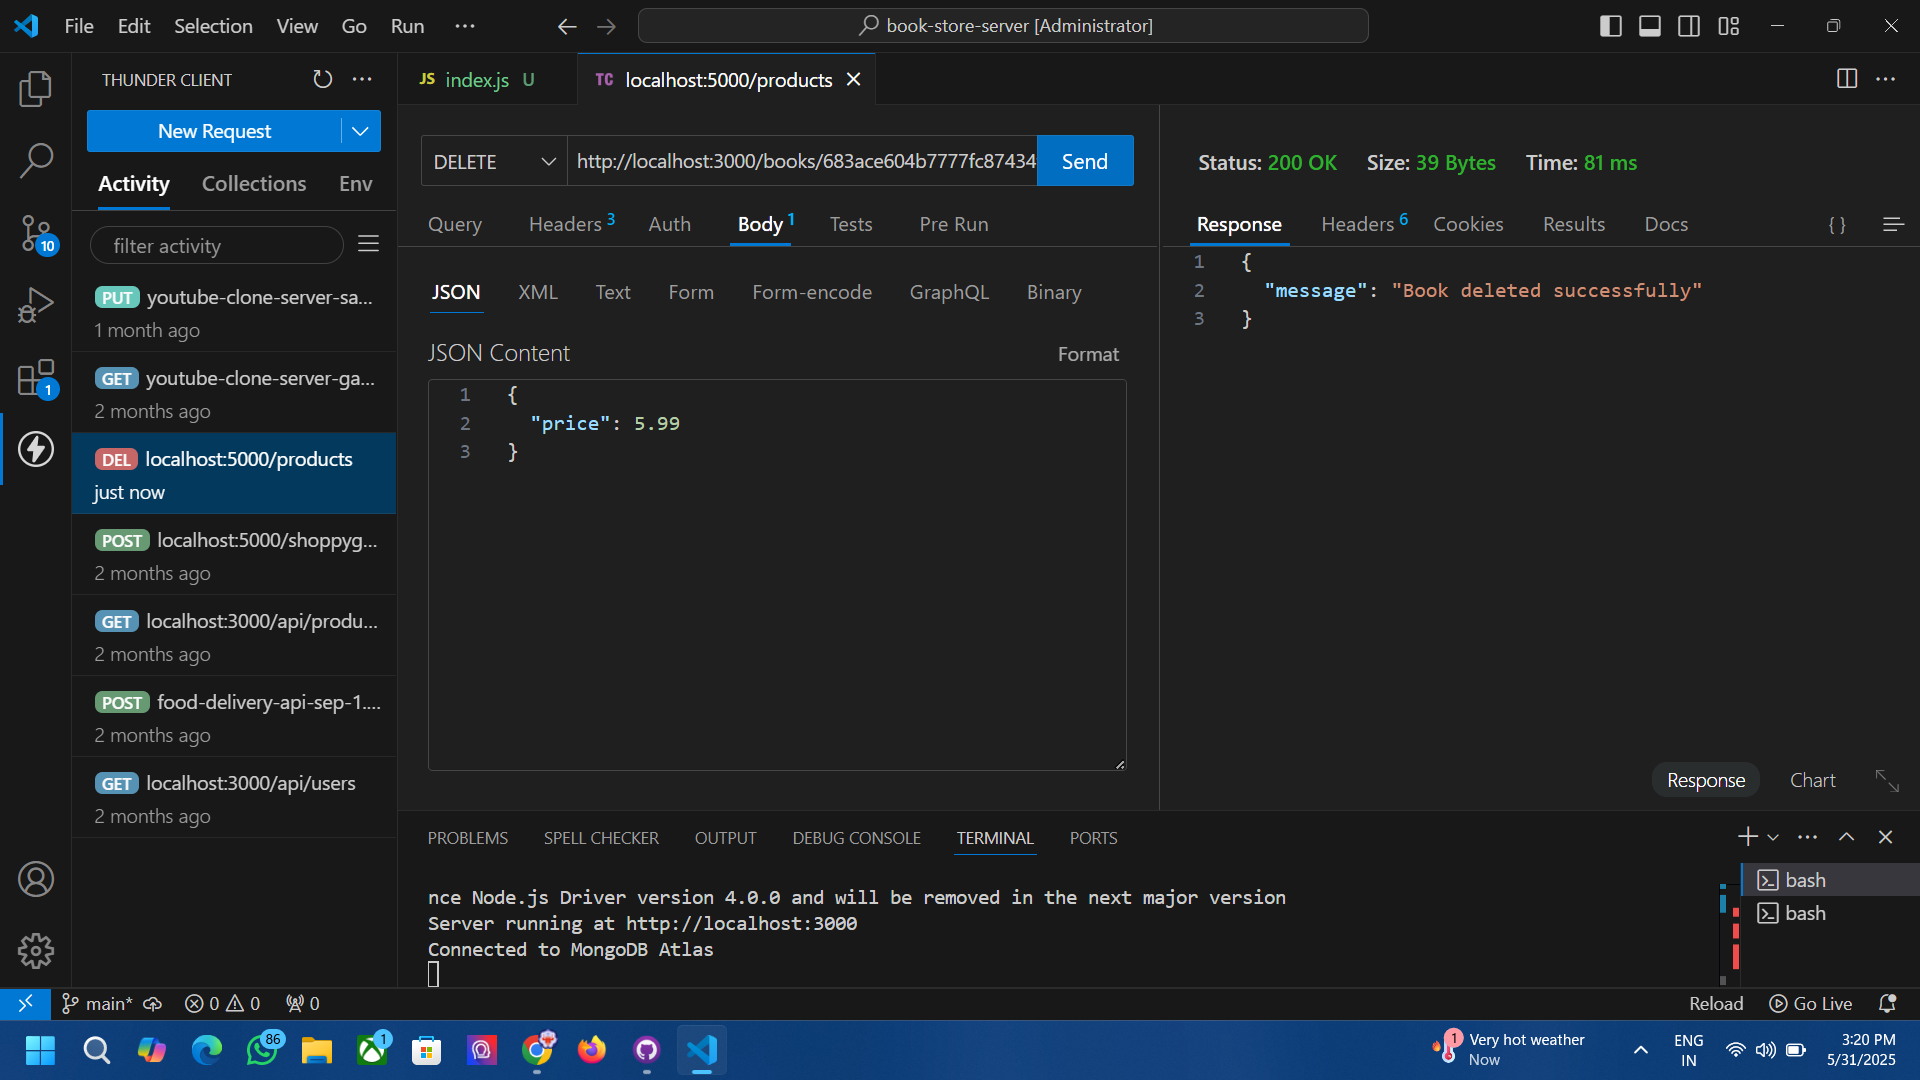 File Edit Selection View Go Run ···
book-store-server [Administrator]
THUNDER CLIENT
New Request
Activity Collections Env
filter activity
PUT youtube-clone-server-sa...
1 month ago
GET youtube-clone-server-ga...
2 months ago
DEL localhost:5000/products
just now
POST localhost:5000/shoppyg...
2 months ago
GET localhost:3000/api/produ...
2 months ago
POST food-delivery-api-sep-1....
2 months ago
GET localhost:3000/api/users
2 months ago
10
1
JS index.js U
TC localhost:5000/products
DELETE http://localhost:3000/books/683ace604b7777fc87434 Send
Query Headers 3 Auth Body 1 Tests Pre Run
JSON XML Text Form Form-encode GraphQL Binary
JSON Content Format
1 {
2 "price": 5.99
3 }
Status: 200 OK Size: 39 Bytes Time: 81 ms
Response Headers 6 Cookies Results Docs { }
1 {
2 "message": "Book deleted successfully"
3 }
Response Chart
PROBLEMS SPELL CHECKER OUTPUT DEBUG CONSOLE TERMINAL PORTS
nce Node.js Driver version 4.0.0 and will be removed in the next major version
Server running at http://localhost:3000
Connected to MongoDB Atlas
bash
bash
main* 0 0 0
Reload Go Live
86
1
1
Very hot weather
Now
ENG
IN
3:20 PM
5/31/2025